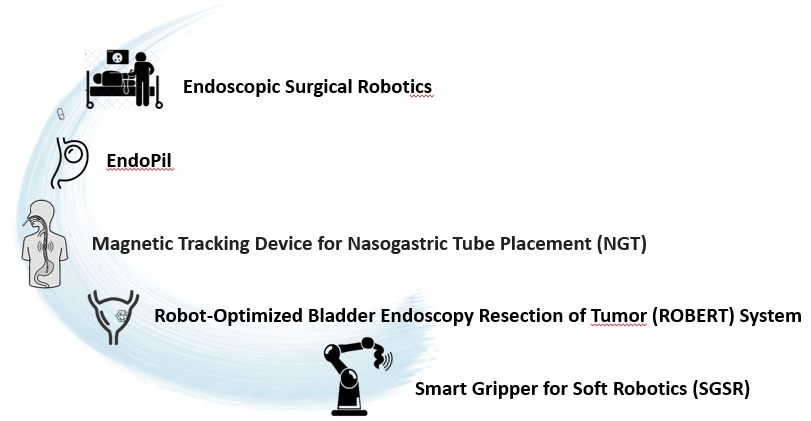 Endoscopic Surgical Robotics
EndoPil
Magnetic Tracking Device for Nasogastric Tube Placement (NGT)
Robot-Optimized Bladder Endoscopy Resection of Tumor (ROBERT) System
Smart Gripper for Soft Robotics (SGSR)